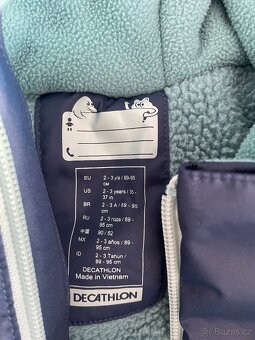 EU 2 - 3 yrs / 89-95 cm
US 2 - 3 years / 35-37 in
BR 2 - 3 A / 89 - 95 cm
RU 2 - 3 года / 89 - 95 cm
中国 90 / 52
MX 2 - 3 años / 89 - 95 cm
ID 2 - 3 Tahun / 89 - 95 cm
DECATHLON
Made in Vietnam
DECATHLON
bazos.cz